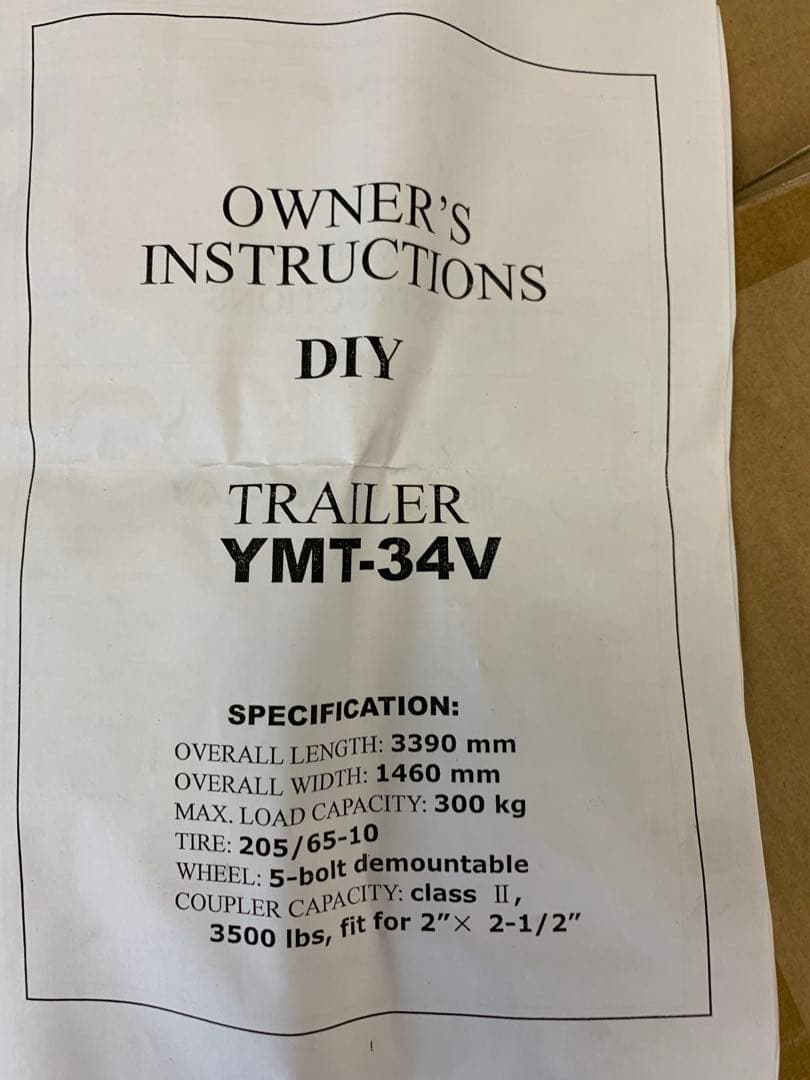 OWNER'S
INSTRUCTIONS
DIY
TRAILER
YMT-34V
SPECIFICATION:
OVERALL LENGTH: 3390 mm
OVERALL WIDTH: 1460 mm
MAX. LOAD CAPACITY: 300 kg
TIRE: 205/65-10
WHEEL: 5-bolt demountable
COUPLER CAPACITY: class II,
3500 lbs, fit for 2"× 2-1/2"
1